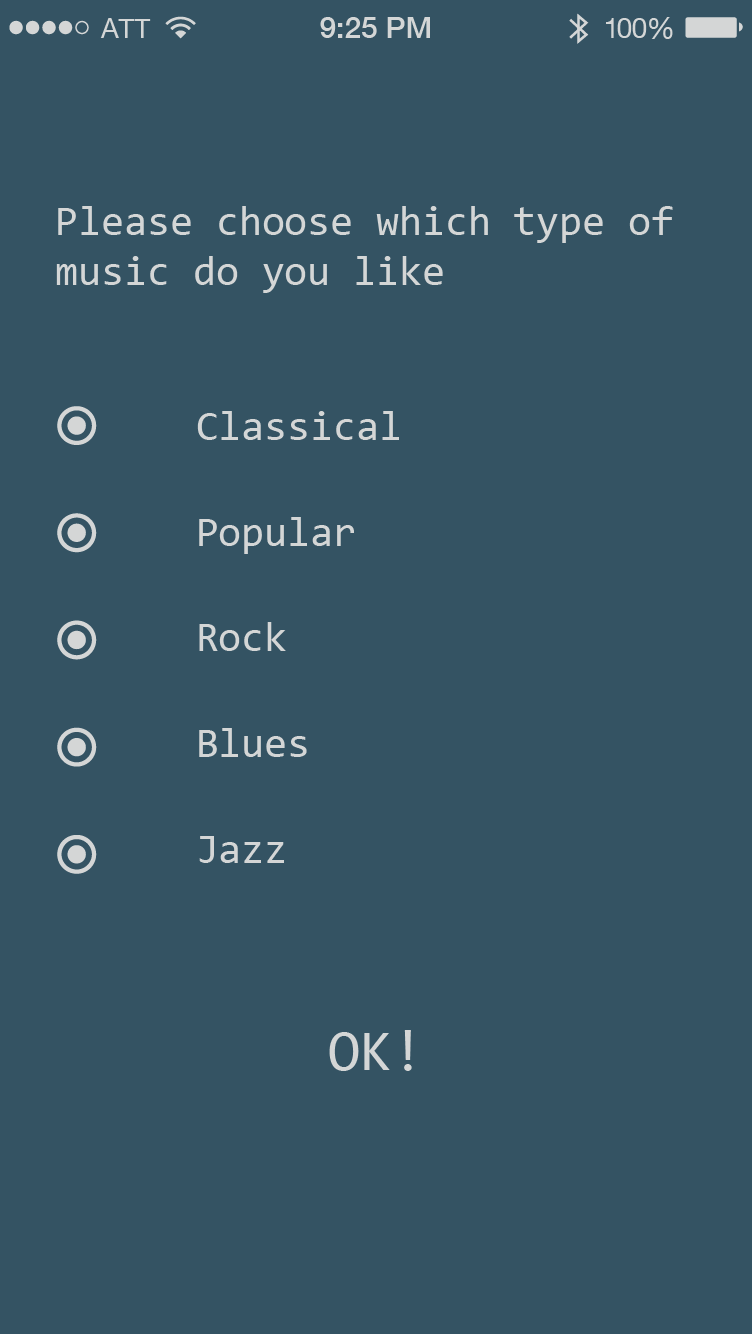 ATT 9:25 PM 100%
Please choose which type of
music do you like
Classical
Popular
Rock
Blues
Jazz
OK!